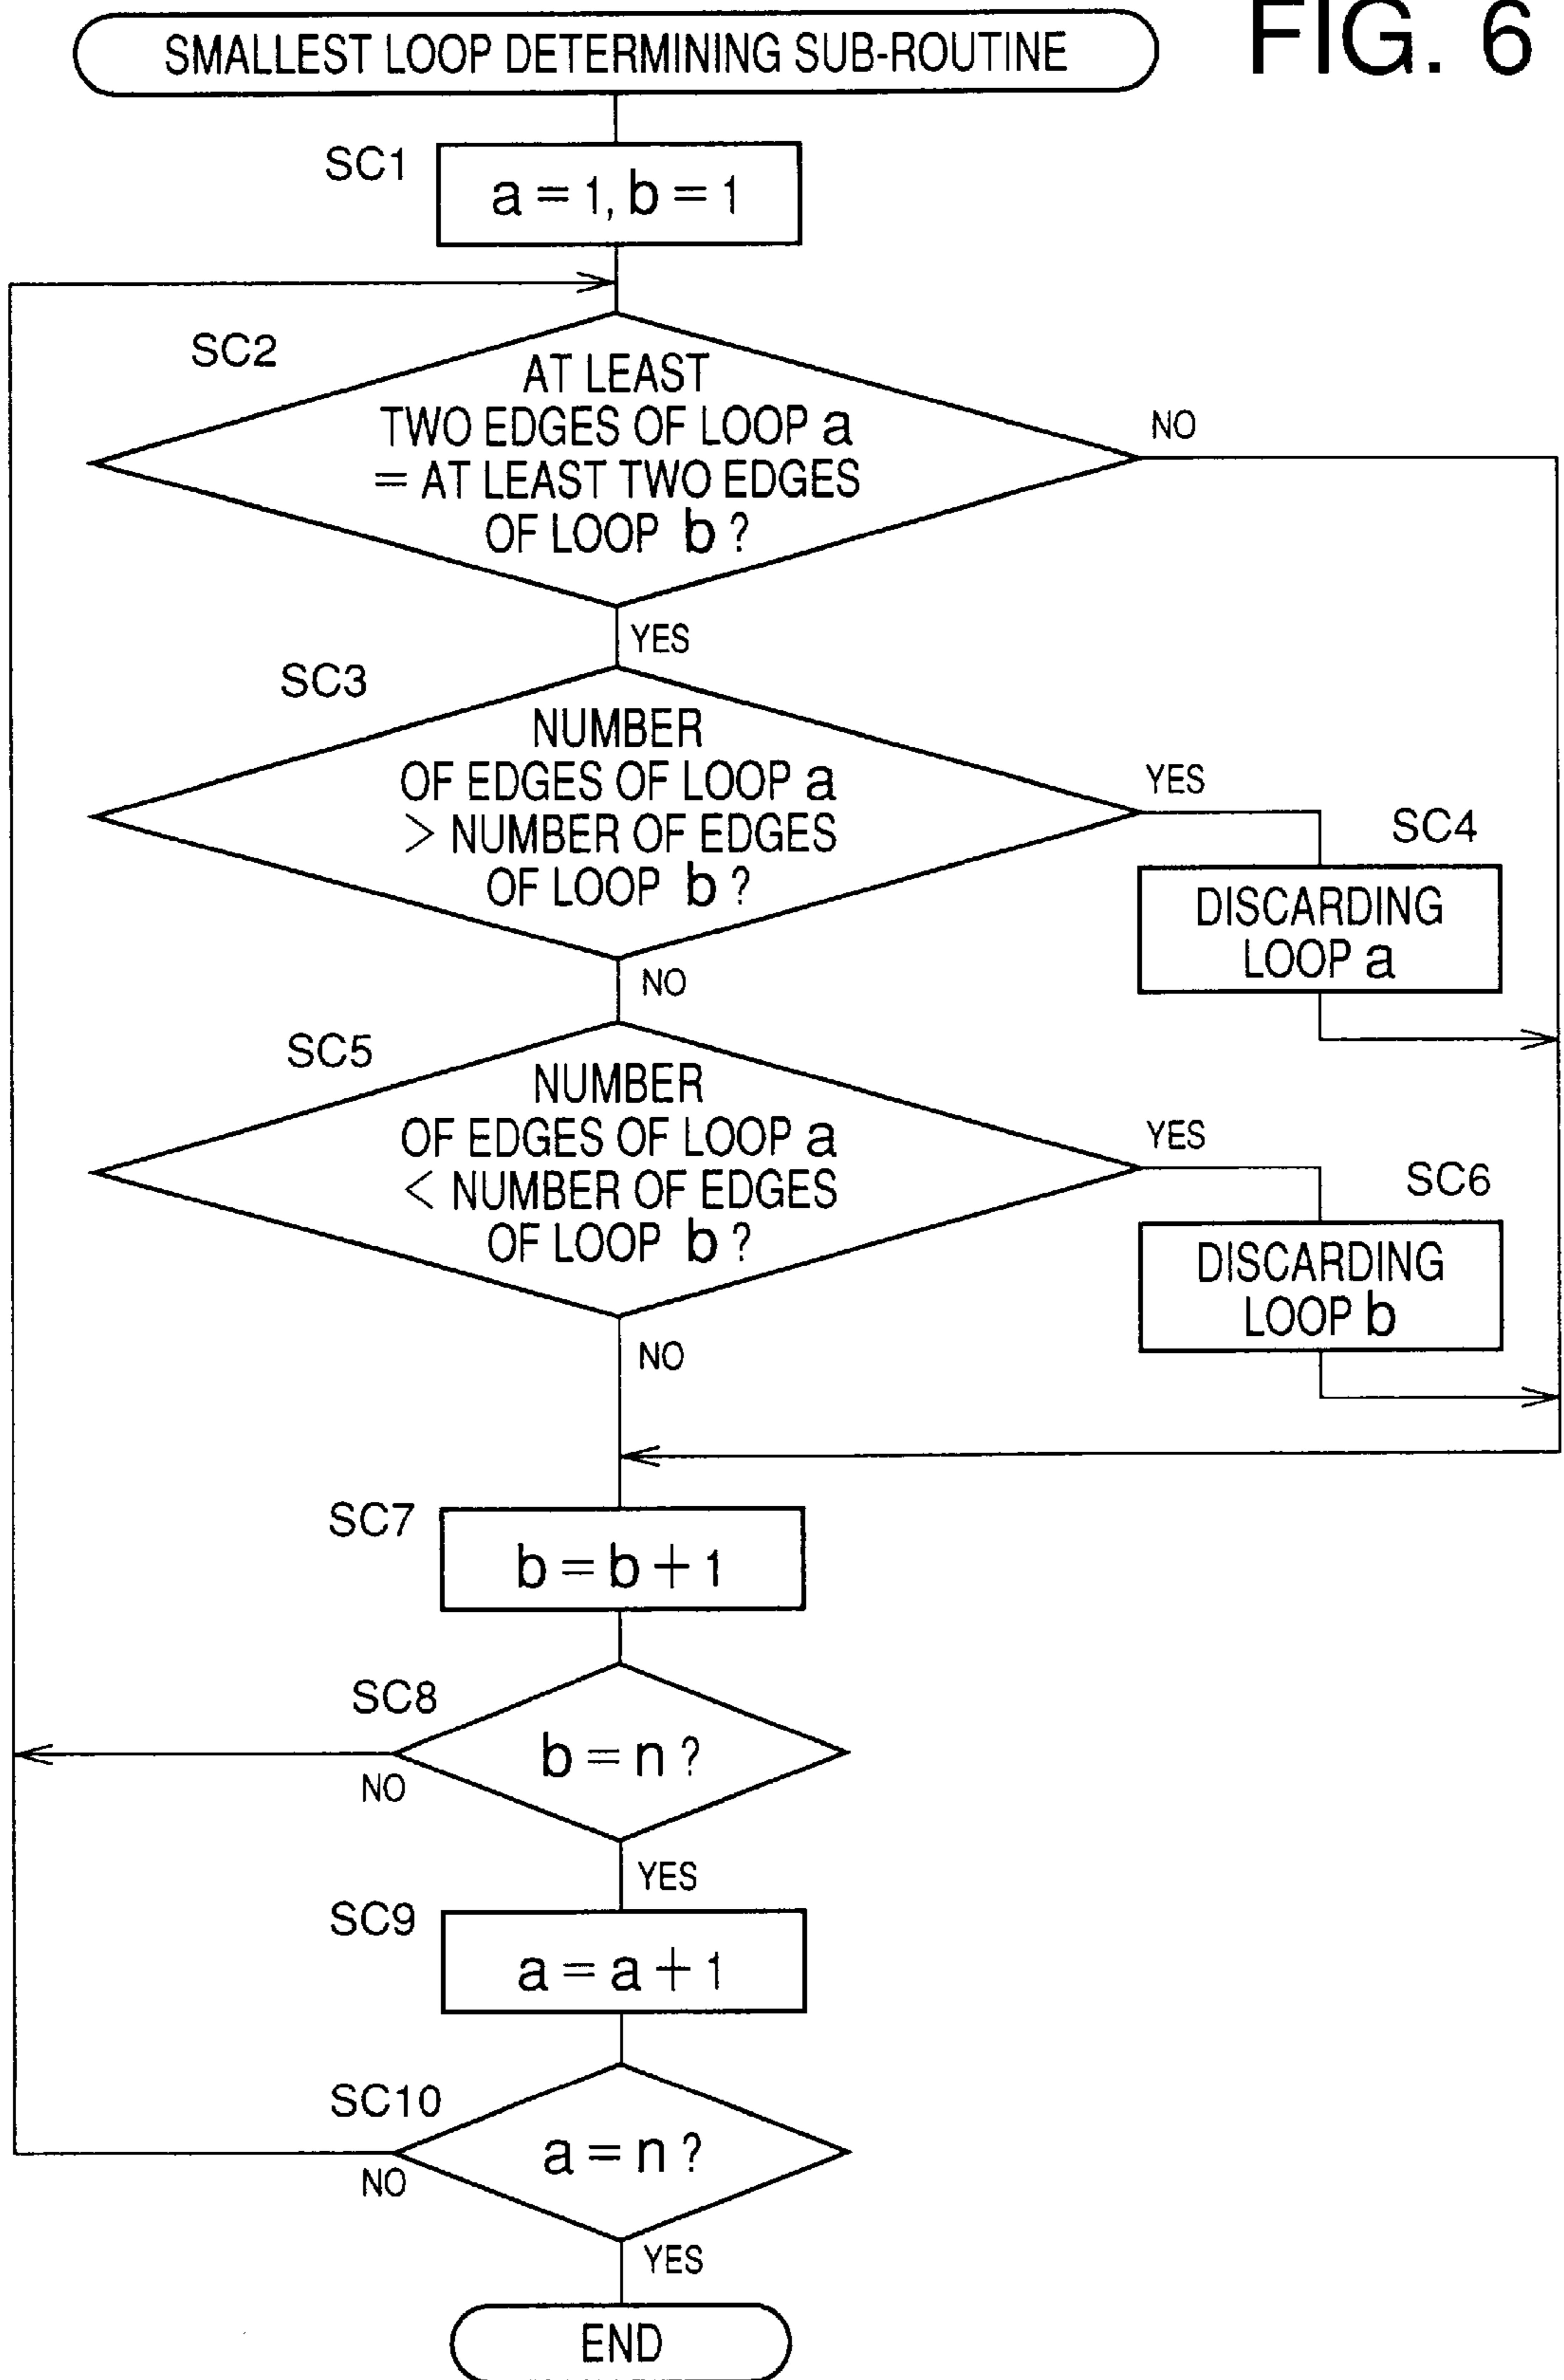 FIG. 6
SMALLEST LOOP DETERMINING SUB-ROUTINE
SC1
a = 1, b = 1
SC2
AT LEAST
TWO EDGES OF LOOP a
= AT LEAST TWO EDGES
OF LOOP b ?
NO
YES
SC3
NUMBER
OF EDGES OF LOOP a
> NUMBER OF EDGES
OF LOOP b ?
YES
SC4
DISCARDING
LOOP a
NO
SC5
NUMBER
OF EDGES OF LOOP a
< NUMBER OF EDGES
OF LOOP b ?
YES
SC6
DISCARDING
LOOP b
NO
SC7
b = b + 1
SC8
b = n ?
NO
YES
SC9
a = a + 1
SC10
a = n ?
NO
YES
END